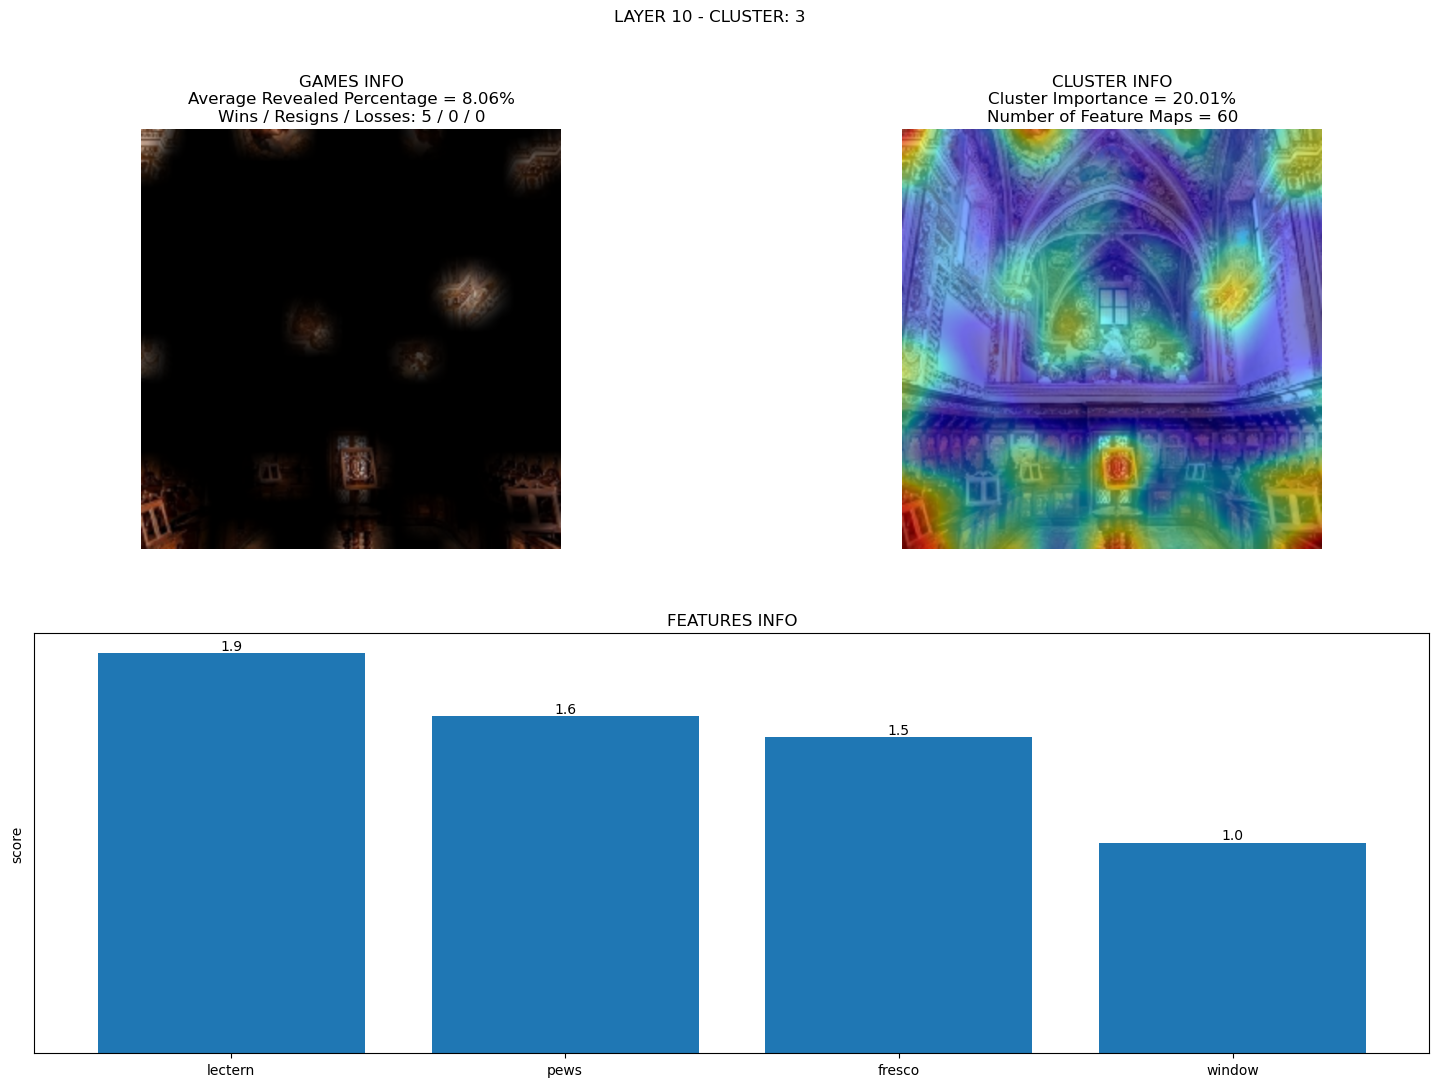 LAYER 10 - CLUSTER: 3
GAMES INFO
Average Revealed Percentage = 8.06%
Wins / Resigns / Losses: 5 / 0 / 0
CLUSTER INFO
Cluster Importance = 20.01%
Number of Feature Maps = 60
FEATURES INFO
score
1.9
1.6
1.5
1.0
lectern
pews
fresco
window